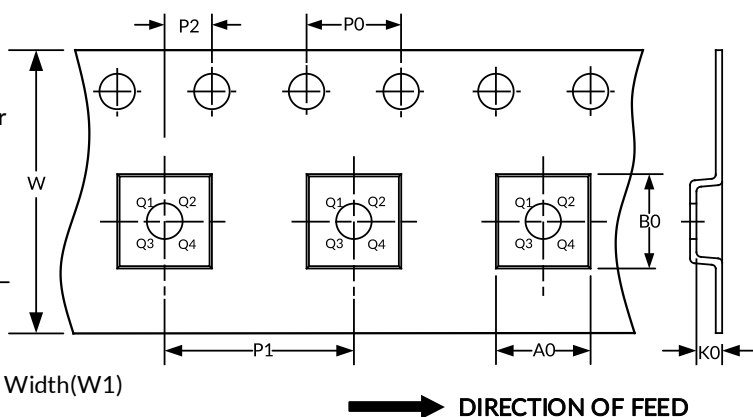 P2 P0
r
W
Q1 Q2 Q1 Q2 Q1 Q2
B0
Q3 Q4 Q3 Q4 Q3 Q4
P1 A0 K0
Width(W1)
DIRECTION OF FEED